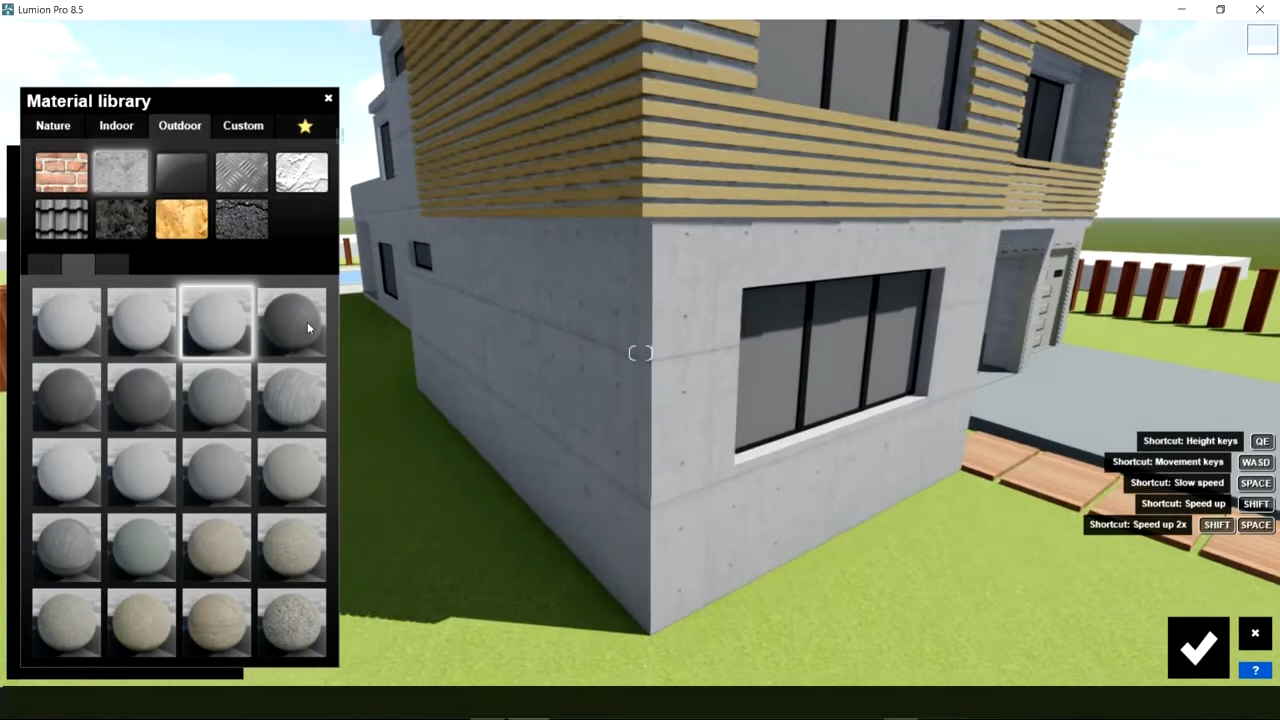 Lumion Pro 8.5
Material library
Nature Indoor Outdoor Custom
Shortcut: Height keys QE
Shortcut: Movement keys WASD
Shortcut: Slow speed SPACE
Shortcut: Speed up SHIFT
Shortcut: Speed up 2x SHIFT SPACE
?